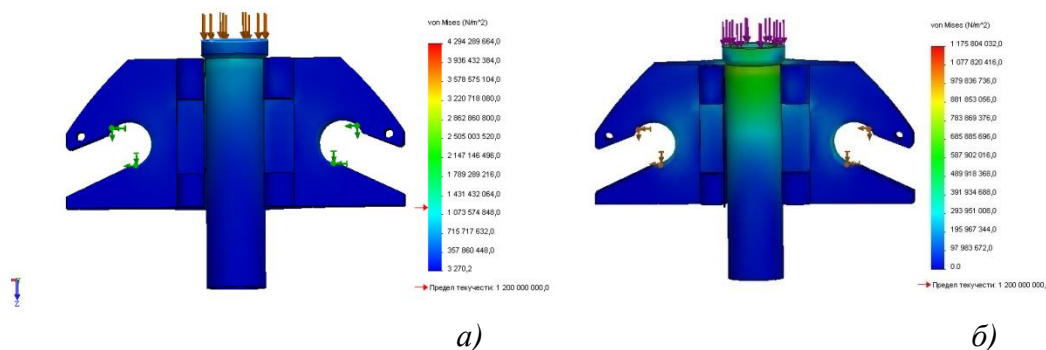 von Mises (N/m^2)
4 294 289 664,0
3 936 432 384,0
3 578 575 104,0
3 220 718 080,0
2 862 860 800,0
2 505 003 520,0
2 147 146 496,0
1 789 289 216,0
1 431 432 064,0
1 073 574 848,0
715 717 632,0
357 860 448,0
3 270,2
Предел текучести: 1 200 000 000,0
Z
а)
von Mises (N/m^2)
1 175 804 032,0
1 077 820 416,0
979 836 736,0
881 853 056,0
783 869 376,0
685 885 696,0
587 902 016,0
489 918 368,0
391 934 688,0
293 951 008,0
195 967 344,0
97 983 672,0
0.0
Предел текучести: 1 200 000 000,
б)